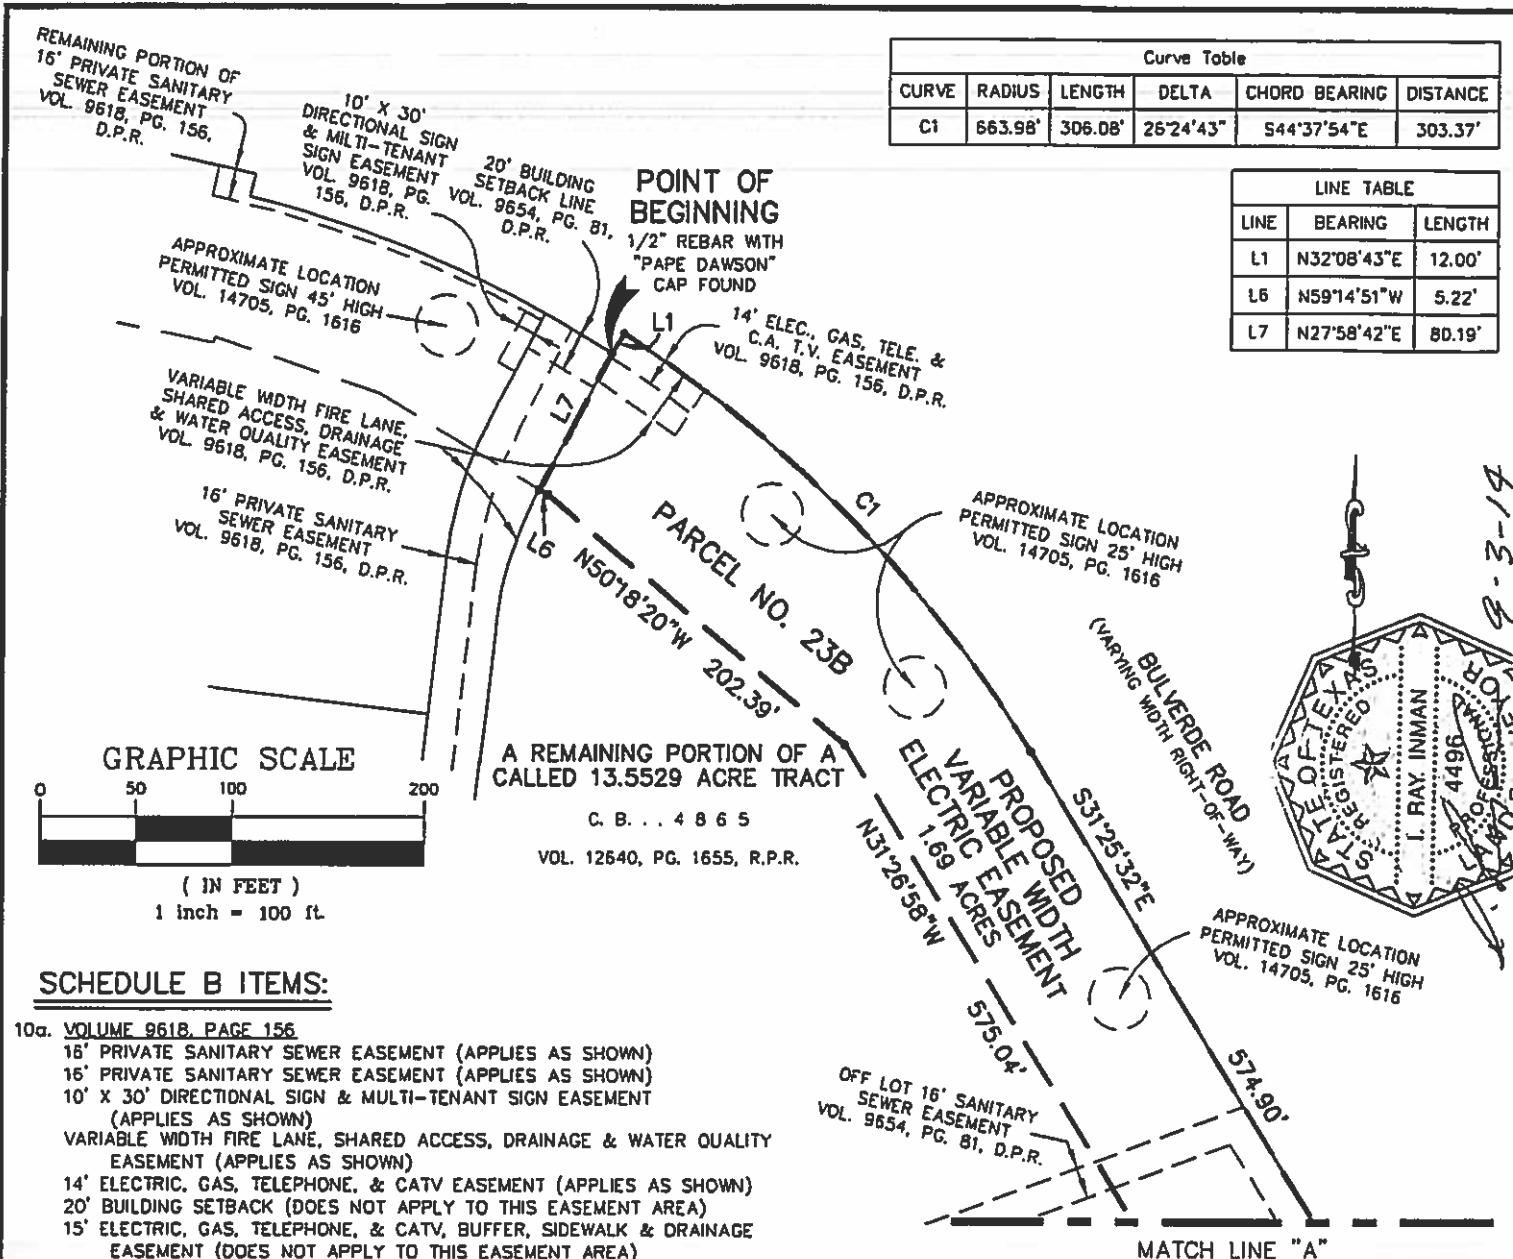 REMAINING PORTION OF
16' PRIVATE SANITARY
SEWER EASEMENT
VOL. 9618, PG. 156,
D.P.R.
10' X 30'
DIRECTIONAL SIGN
& MILTI-TENANT
SIGN EASEMENT
VOL. 9618, PG.
156, D.P.R.
20' BUILDING
SETBACK LINE
VOL. 9654, PG. 81,
D.P.R.
POINT OF
BEGINNING
1/2" REBAR WITH
"PAPE DAWSON"
CAP FOUND
Curve Table
CURVE RADIUS LENGTH DELTA CHORD BEARING DISTANCE
C1 663.98' 306.08' 26°24'43" S44°37'54"E 303.37'
LINE TABLE
LINE BEARING LENGTH
L1 N32°08'43"E 12.00'
L6 N59°14'51"W 5.22'
L7 N27°58'42"E 80.19'
APPROXIMATE LOCATION
PERMITTED SIGN 45' HIGH
VOL. 14705, PG. 1616
L1
14' ELEC., GAS, TELE. &
C.A. T.V. EASEMENT
VOL. 9618, PG. 156, D.P.R.
VARIABLE WIDTH FIRE LANE,
SHARED ACCESS, DRAINAGE
& WATER QUALITY EASEMENT
VOL. 9618, PG. 156, D.P.R.
L7
16' PRIVATE SANITARY
SEWER EASEMENT
VOL. 9618, PG. 156, D.P.R.
L6
C1
PARCEL NO. 23B
N50°18'20"W 202.39'
APPROXIMATE LOCATION
PERMITTED SIGN 25' HIGH
VOL. 14705, PG. 1616
BULVERDE ROAD
(VARYING WIDTH RIGHT-OF-WAY)
9-3-14
STATE OF TEXAS
REGISTERED
I. RAY INMAN
4496
PROFESSIONAL
GRAPHIC SCALE
0 50 100 200
( IN FEET )
1 inch = 100 ft.
A REMAINING PORTION OF A
CALLED 13.5529 ACRE TRACT
C. B. . . 4 8 6 5
VOL. 12640, PG. 1655, R.P.R.
PROPOSED
VARIABLE WIDTH
ELECTRIC EASEMENT
1.69 ACRES
N31°26'58"W
575.04'
S31°25'32"E
574.90'
APPROXIMATE LOCATION
PERMITTED SIGN 25' HIGH
VOL. 14705, PG. 1616
OFF LOT 16' SANITARY
SEWER EASEMENT
VOL. 9654, PG. 81, D.P.R.
MATCH LINE "A"
SCHEDULE B ITEMS:
10a. VOLUME 9618, PAGE 156
16' PRIVATE SANITARY SEWER EASEMENT (APPLIES AS SHOWN)
16' PRIVATE SANITARY SEWER EASEMENT (APPLIES AS SHOWN)
10' X 30' DIRECTIONAL SIGN & MULTI-TENANT SIGN EASEMENT
(APPLIES AS SHOWN)
VARIABLE WIDTH FIRE LANE, SHARED ACCESS, DRAINAGE & WATER QUALITY
EASEMENT (APPLIES AS SHOWN)
14' ELECTRIC, GAS, TELEPHONE, & CATV EASEMENT (APPLIES AS SHOWN)
20' BUILDING SETBACK (DOES NOT APPLY TO THIS EASEMENT AREA)
15' ELECTRIC, GAS, TELEPHONE, & CATV, BUFFER, SIDEWALK & DRAINAGE
EASEMENT (DOES NOT APPLY TO THIS EASEMENT AREA)